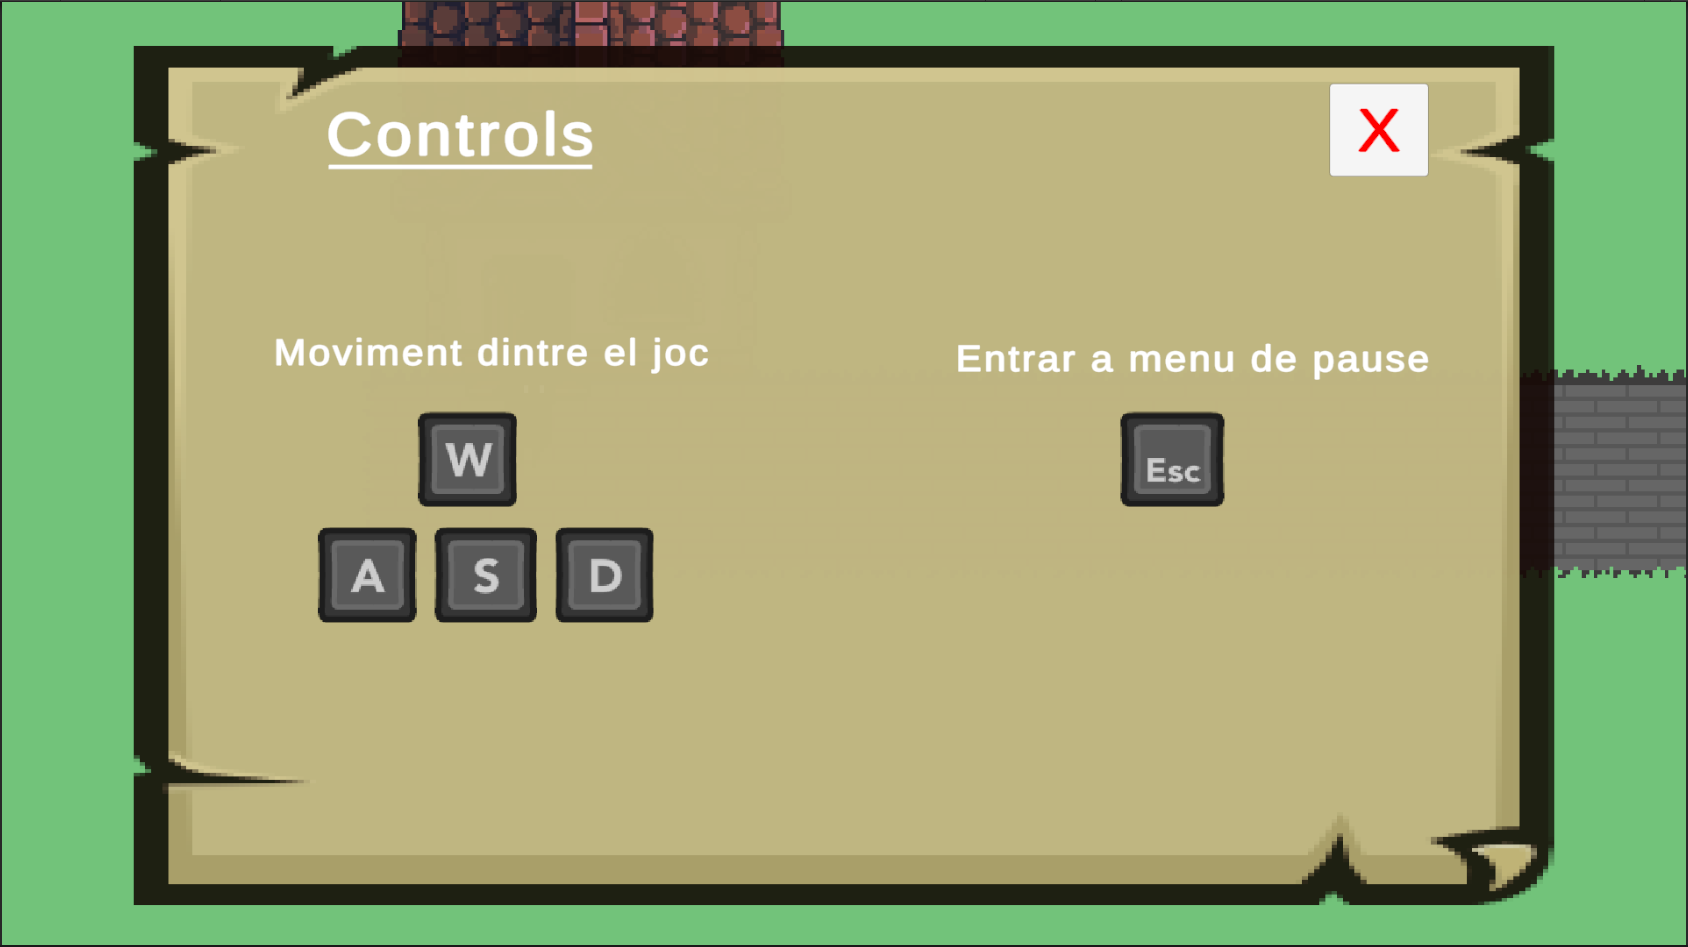 Controls
X
Moviment dintre el joc
Entrar a menu de pause
W
Esc
A S D